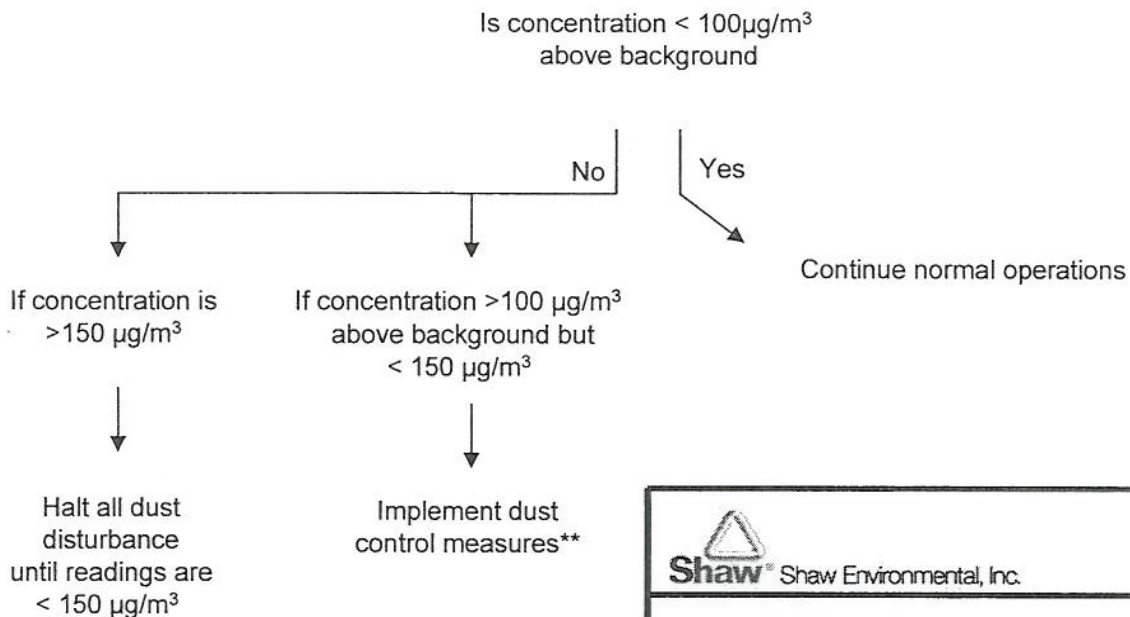 Is concentration < 100µg/m³
above background
No
Yes
Continue normal operations
If concentration is
>150 µg/m³
If concentration >100 µg/m³
above background but
< 150 µg/m³
Halt all dust
disturbance
until readings are
< 150 µg/m³
Implement dust
control measures**
Shaw® Shaw Environmental, Inc.